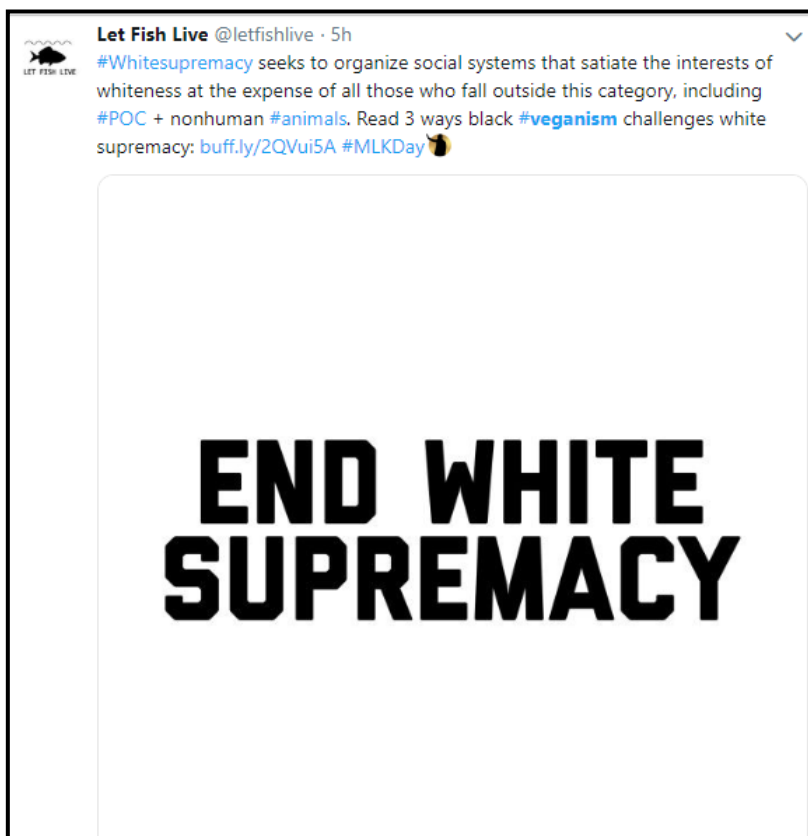 Let Fish Live @letfishlive · 5h
LET FISH LIVE
#Whitesupremacy seeks to organize social systems that satiate the interests of
whiteness at the expense of all those who fall outside this category, including
#POC + nonhuman #animals. Read 3 ways black #veganism challenges white
supremacy: buff.ly/2QVui5A #MLKDay
END WHITE
SUPREMACY